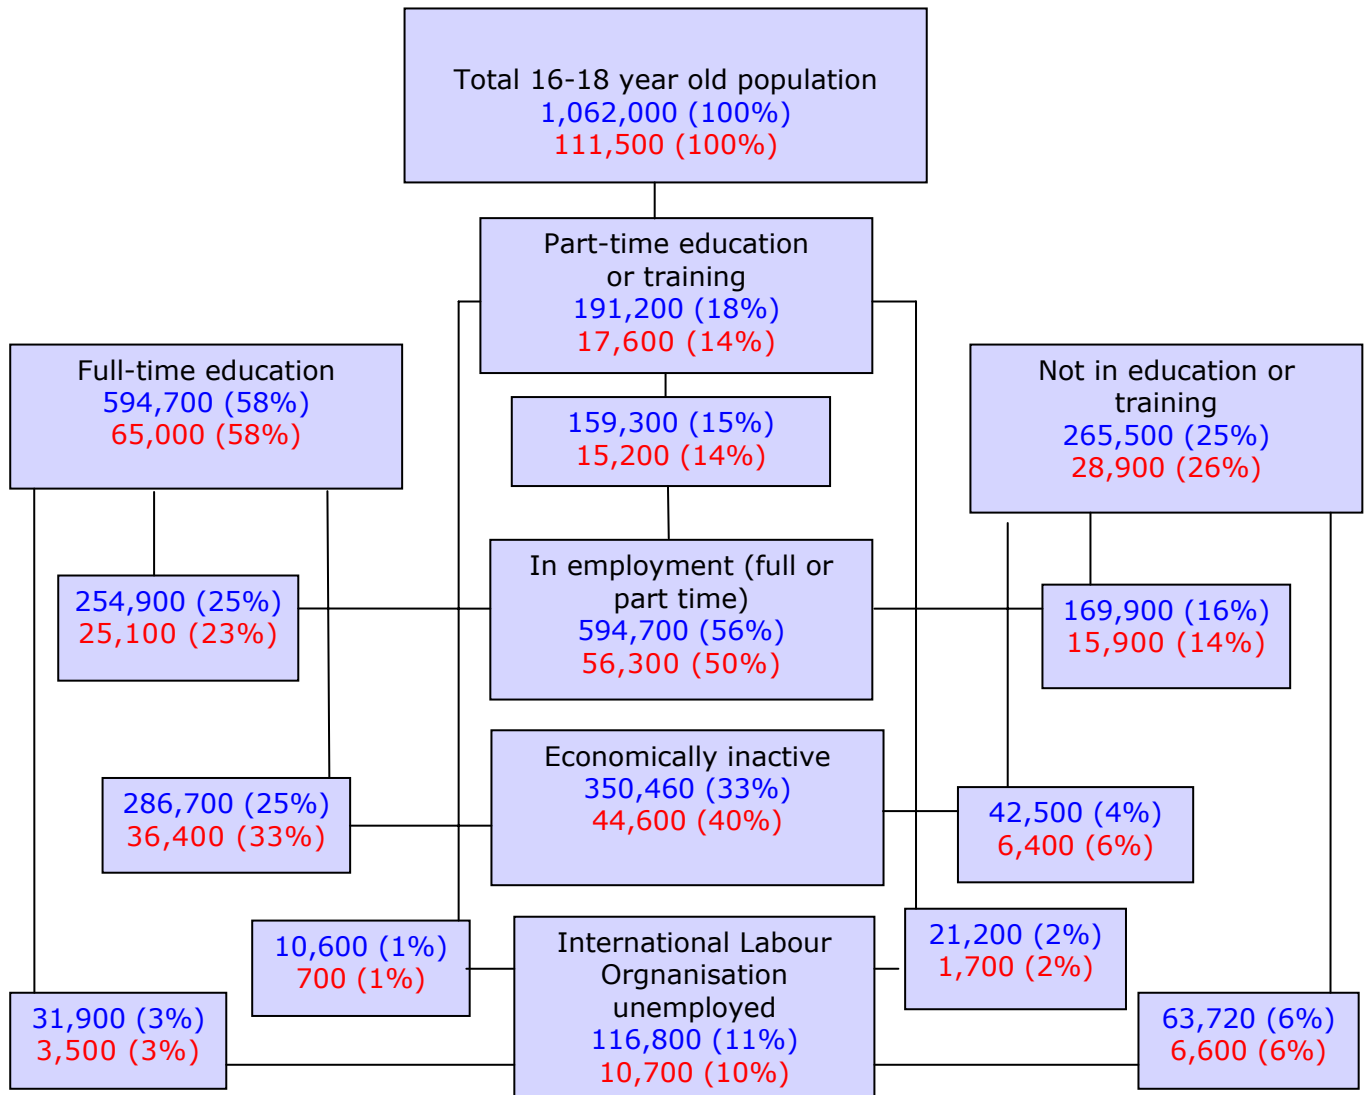 Total 16-18 year old population
1,062,000 (100%)
111,500 (100%)
Part-time education
or training
191,200 (18%)
17,600 (14%)
Full-time education
594,700 (58%)
65,000 (58%)
Not in education or
training
265,500 (25%)
28,900 (26%)
159,300 (15%)
15,200 (14%)
In employment (full or
part time)
594,700 (56%)
56,300 (50%)
254,900 (25%)
25,100 (23%)
169,900 (16%)
15,900 (14%)
Economically inactive
350,460 (33%)
44,600 (40%)
286,700 (25%)
36,400 (33%)
42,500 (4%)
6,400 (6%)
10,600 (1%)
700 (1%)
International Labour
Orgnanisation
unemployed
116,800 (11%)
10,700 (10%)
21,200 (2%)
1,700 (2%)
31,900 (3%)
3,500 (3%)
63,720 (6%)
6,600 (6%)